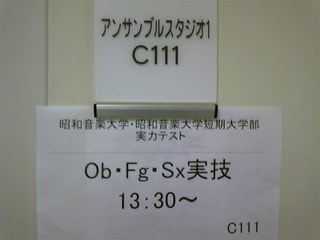 アンサンブルスタジオ1
C111
昭和音楽大学・昭和音楽大学短期大学部
実力テスト
Ob・Fg・Sx実技
13:30～
C111